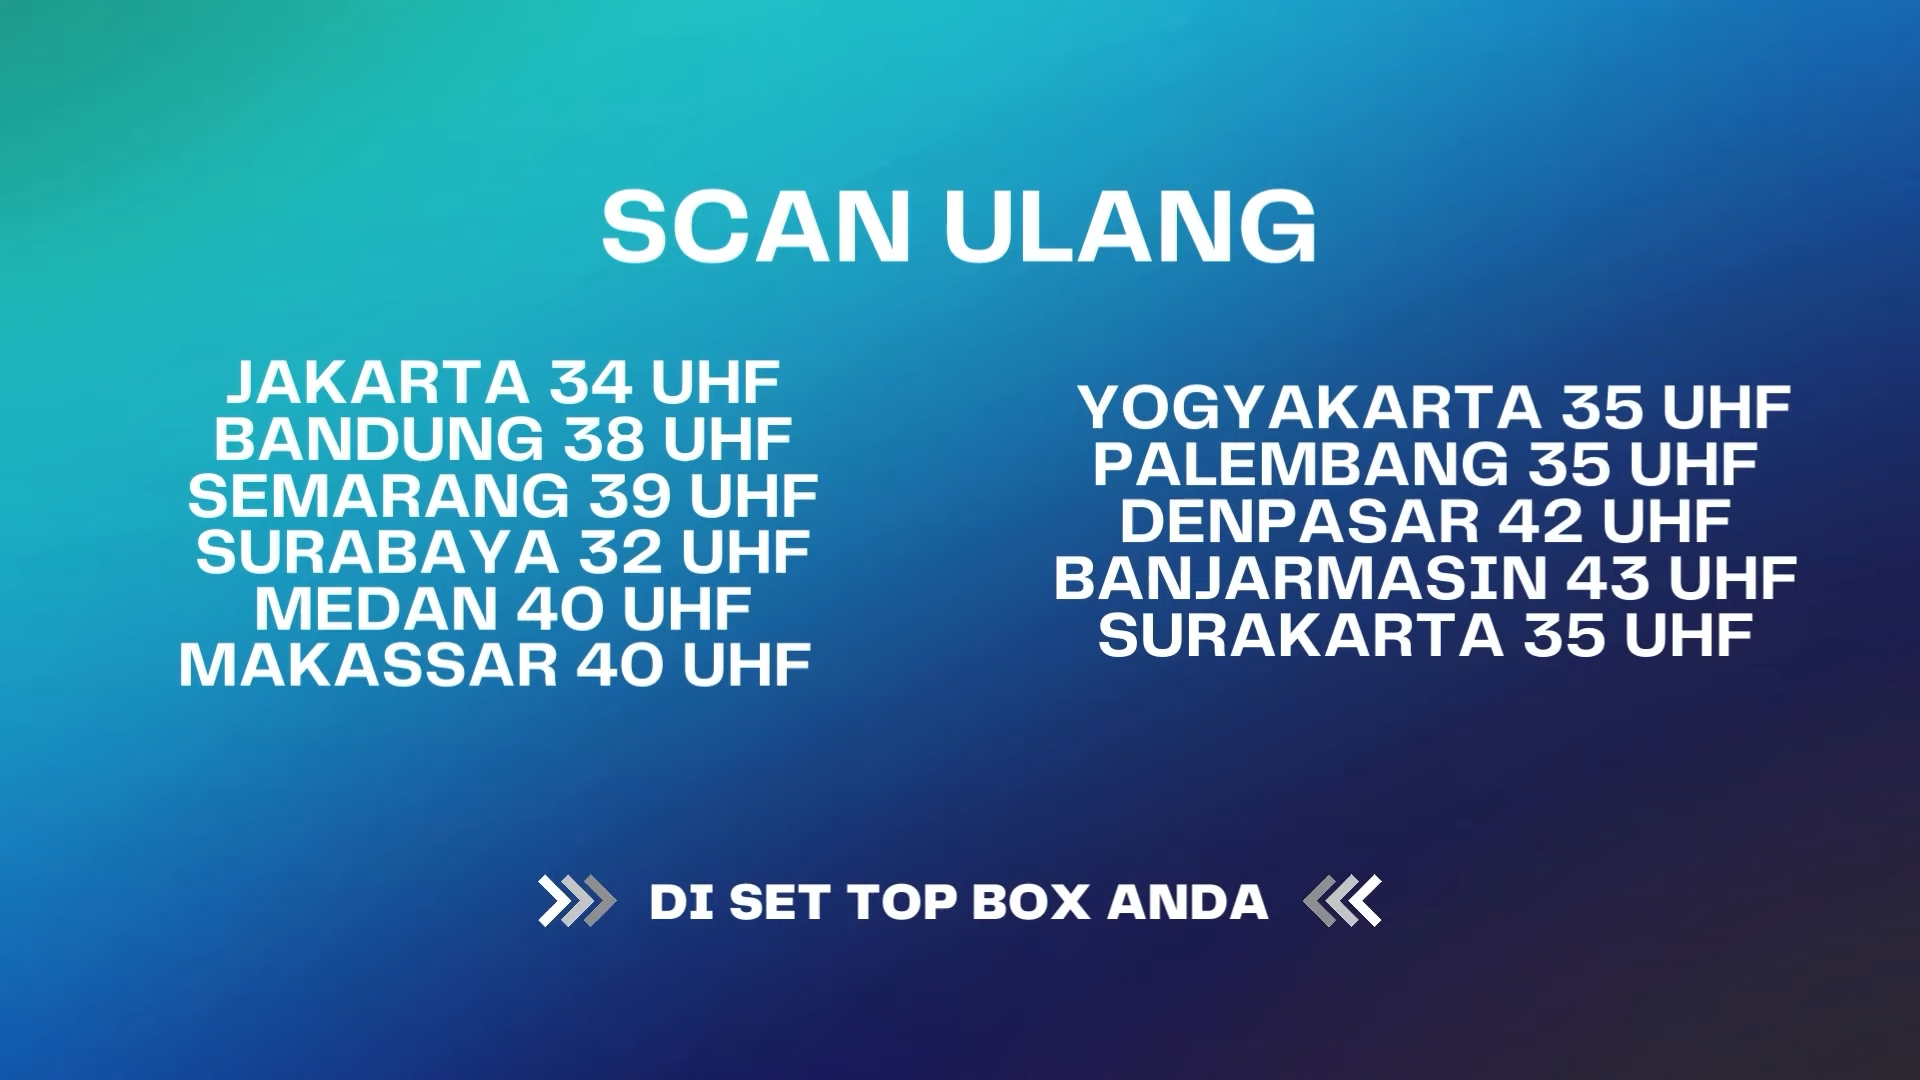 SCAN ULANG
JAKARTA 34 UHF
BANDUNG 38 UHF
SEMARANG 39 UHF
SURABAYA 32 UHF
MEDAN 40 UHF
MAKASSAR 40 UHF
YOGYAKARTA 35 UHF
PALEMBANG 35 UHF
DENPASAR 42 UHF
BANJARMASIN 43 UHF
SURAKARTA 35 UHF
DI SET TOP BOX ANDA